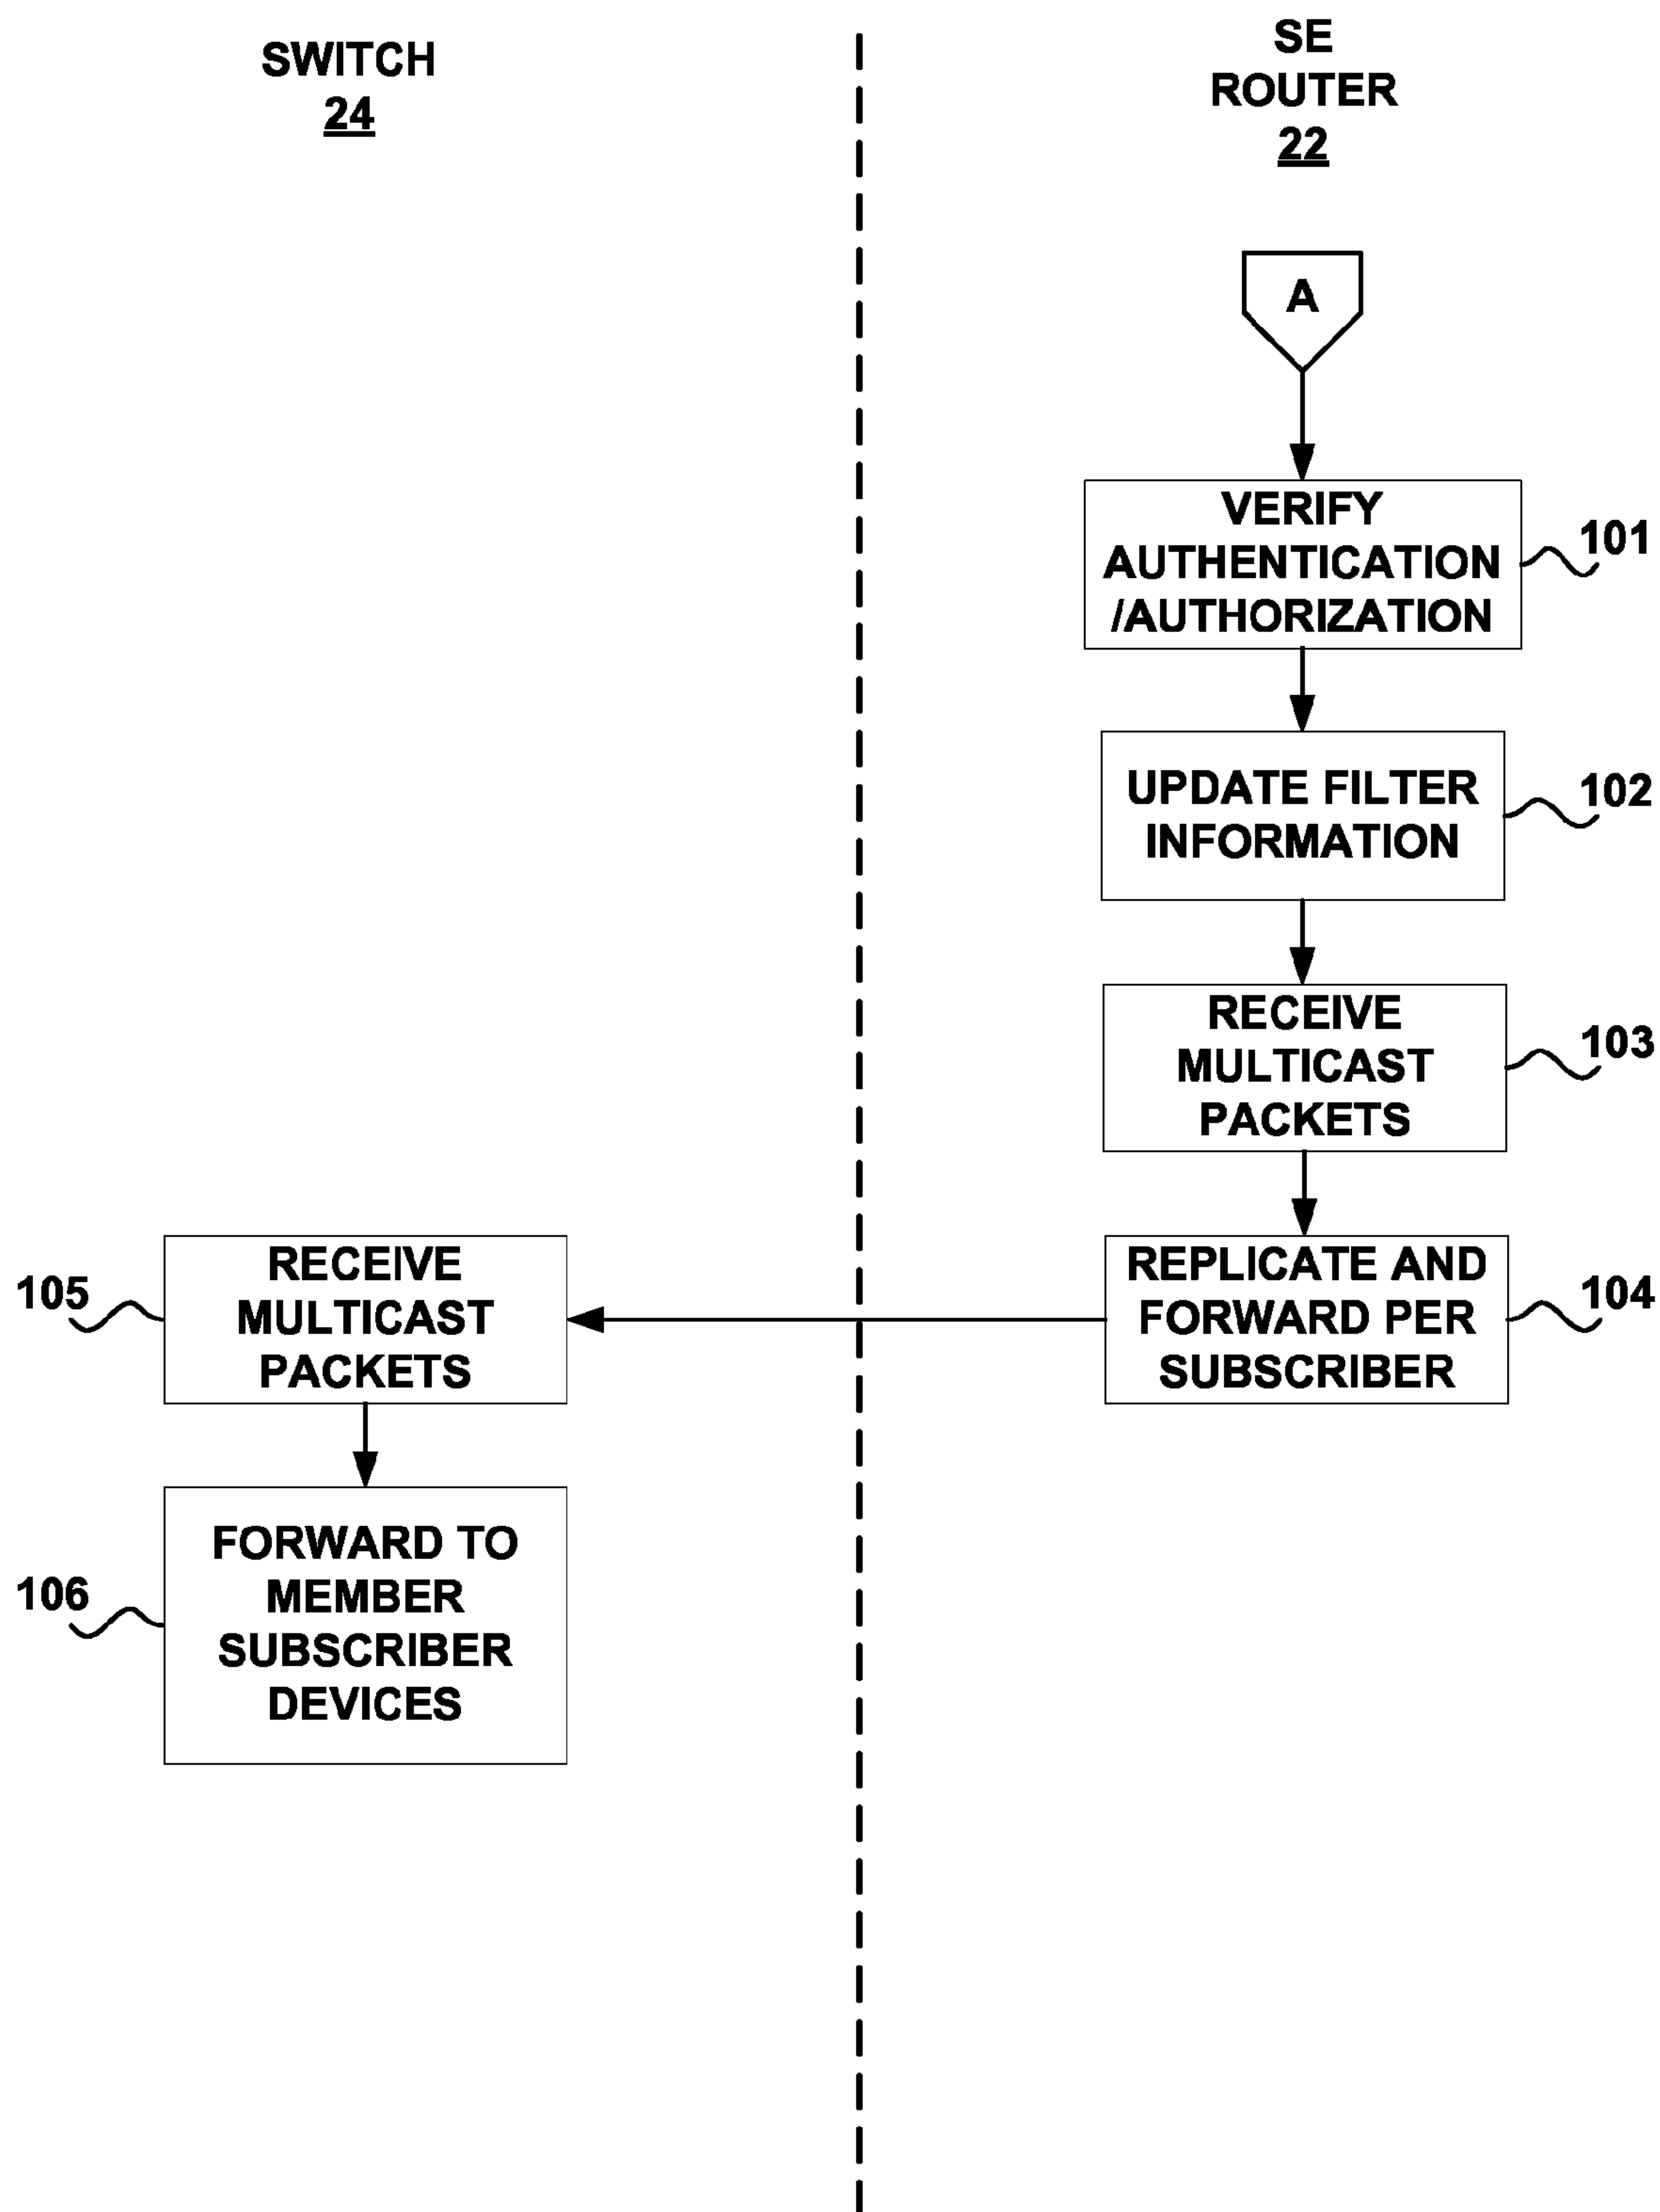 SWITCH
24
SE
ROUTER
22
A
VERIFY
AUTHENTICATION
/AUTHORIZATION
101
UPDATE FILTER
INFORMATION
102
RECEIVE
MULTICAST
PACKETS
103
REPLICATE AND
FORWARD PER
SUBSCRIBER
104
105
RECEIVE
MULTICAST
PACKETS
106
FORWARD TO
MEMBER
SUBSCRIBER
DEVICES